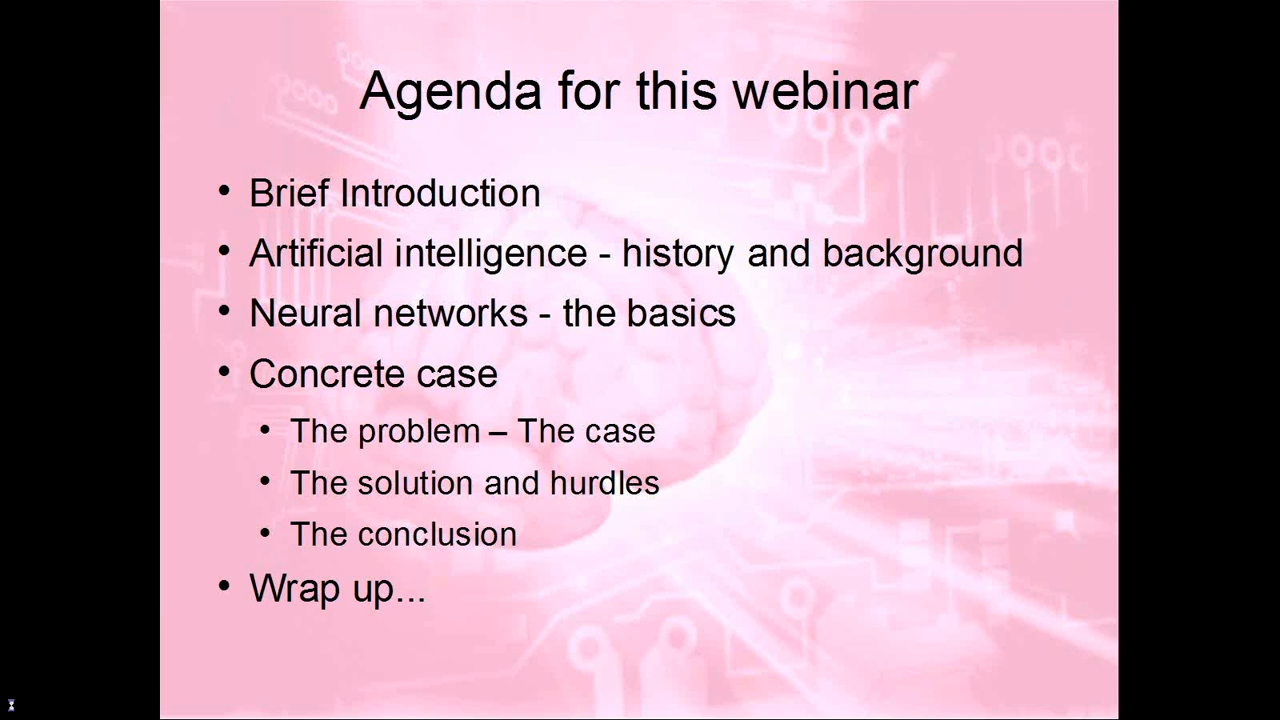 Agenda for this webinar
• Brief Introduction
• Artificial intelligence - history and background
• Neural networks - the basics
• Concrete case
• The problem – The case
• The solution and hurdles
• The conclusion
• Wrap up...